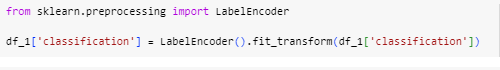 from sklearn.preprocessing import LabelEncoder
df_1['classification'] = LabelEncoder().fit_transform(df_1['classification'])